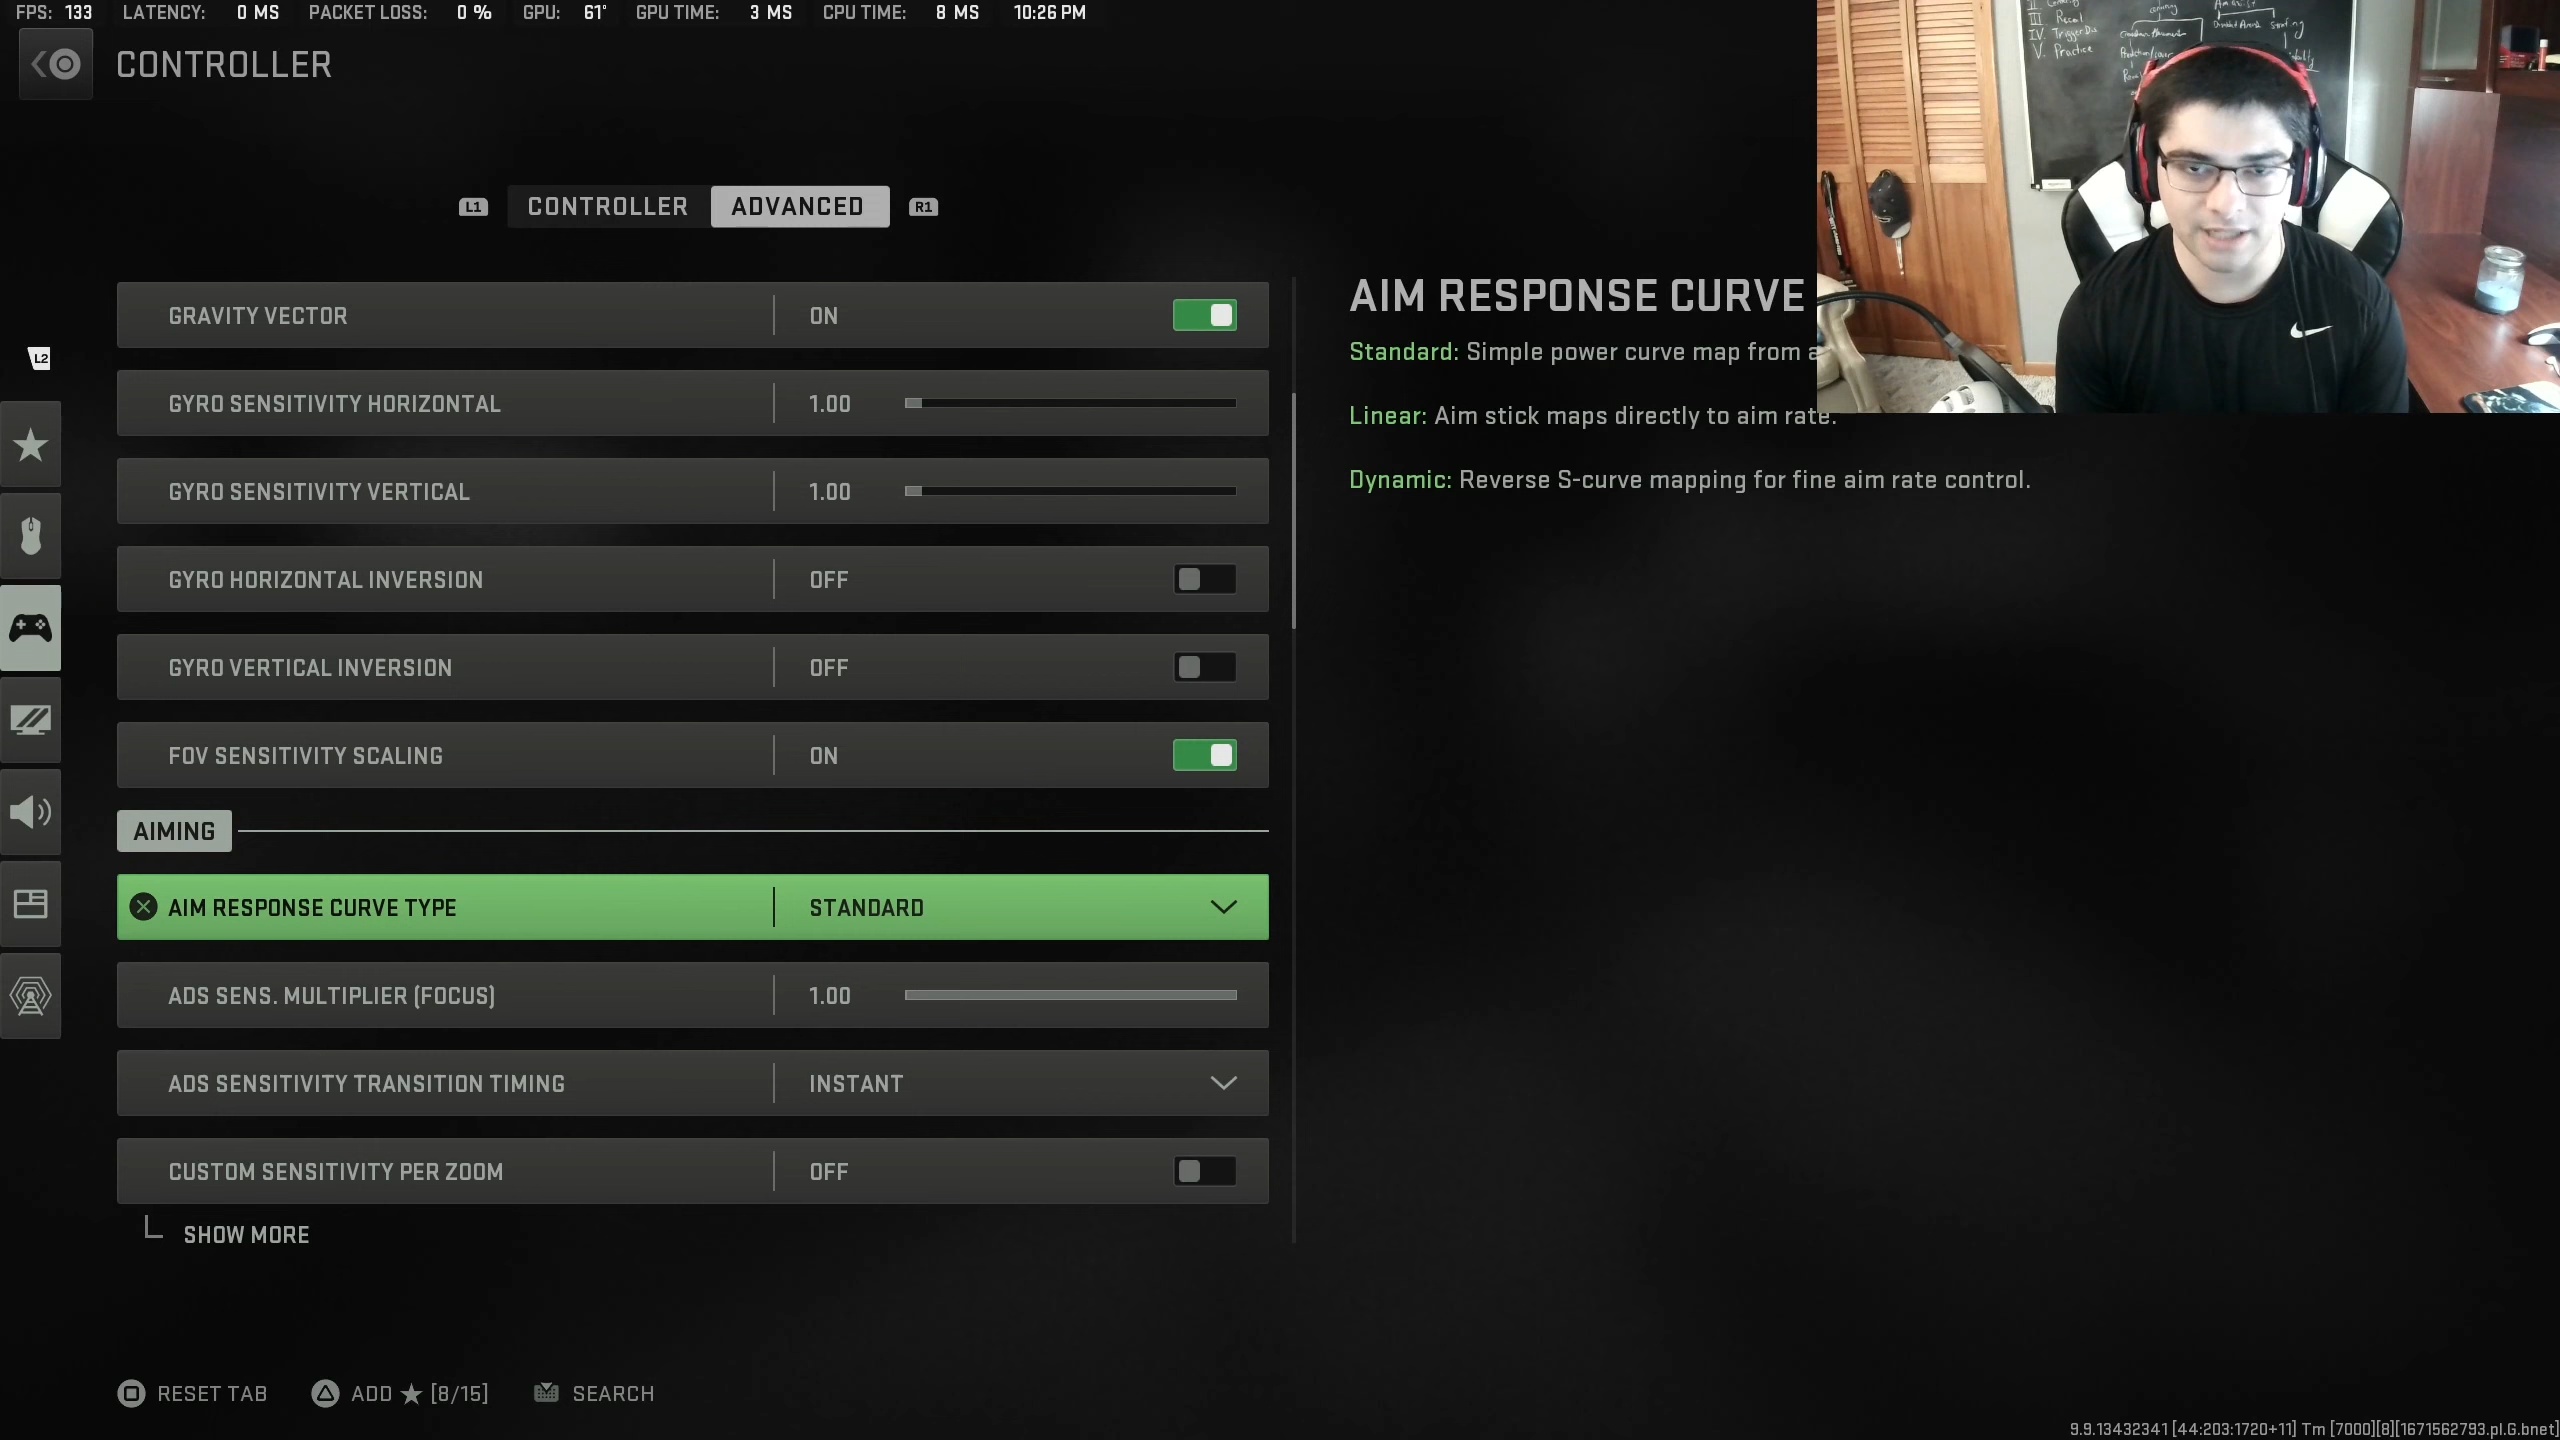 FPS: 133 LATENCY: 0 MS PACKET LOSS: 0 % GPU: 61° GPU TIME: 3 MS CPU TIME: 8 MS 10:26 PM
CONTROLLER
L1 CONTROLLER ADVANCED R1
L2
GRAVITY VECTOR ON
GYRO SENSITIVITY HORIZONTAL 1.00
GYRO SENSITIVITY VERTICAL 1.00
GYRO HORIZONTAL INVERSION OFF
GYRO VERTICAL INVERSION OFF
FOV SENSITIVITY SCALING ON
AIMING
AIM RESPONSE CURVE TYPE STANDARD
ADS SENS. MULTIPLIER (FOCUS) 1.00
ADS SENSITIVITY TRANSITION TIMING INSTANT
CUSTOM SENSITIVITY PER ZOOM OFF
SHOW MORE
AIM RESPONSE CURVE
Standard: Simple power curve map from
Linear: Aim stick maps directly to aim rate.
Dynamic: Reverse S-curve mapping for fine aim rate control.
III Recoil
V. Practice
RESET TAB ADD ★ [8/15] SEARCH
9.9.13432341 [44:203:1720+11] Tm [7000][8][1671562793.pl.G.bnet]